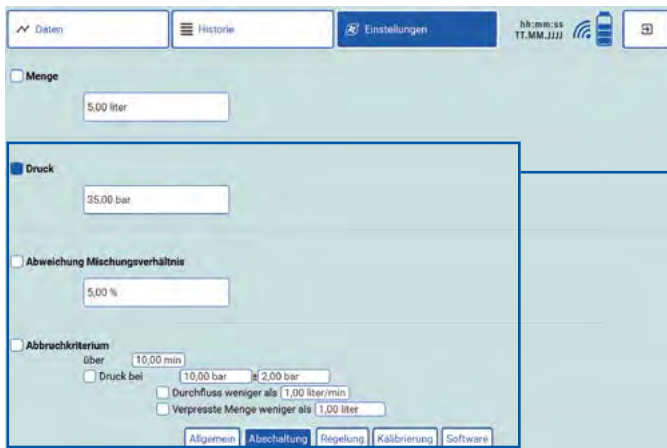 Daten Historie Einstellungen hh:mm:ss
TT.MM.JJJJ
Menge
5,00 liter
Druck
35,00 bar
Abweichung Mischungsverhältnis
5,00 %
Abbruchkriterium
über 10,00 min
Druck bei 10,00 bar ± 2,00 bar
Durchfluss weniger als 1,00 liter/min
Verpresste Menge weniger als 1,00 liter
Allgemein Abschaltung Regelung Kalibrierung Software